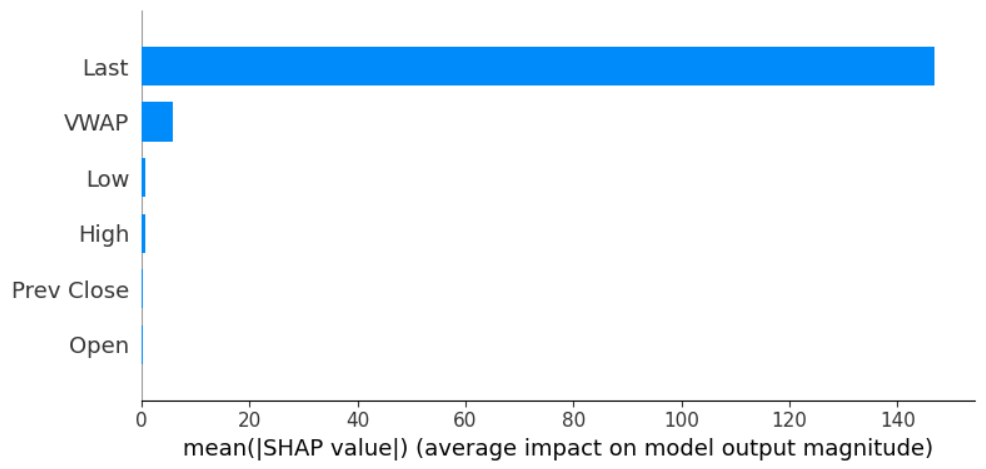 Last
VWAP
Low
High
Prev Close
Open
0 20 40 60 80 100 120 140
mean(|SHAP value|) (average impact on model output magnitude)